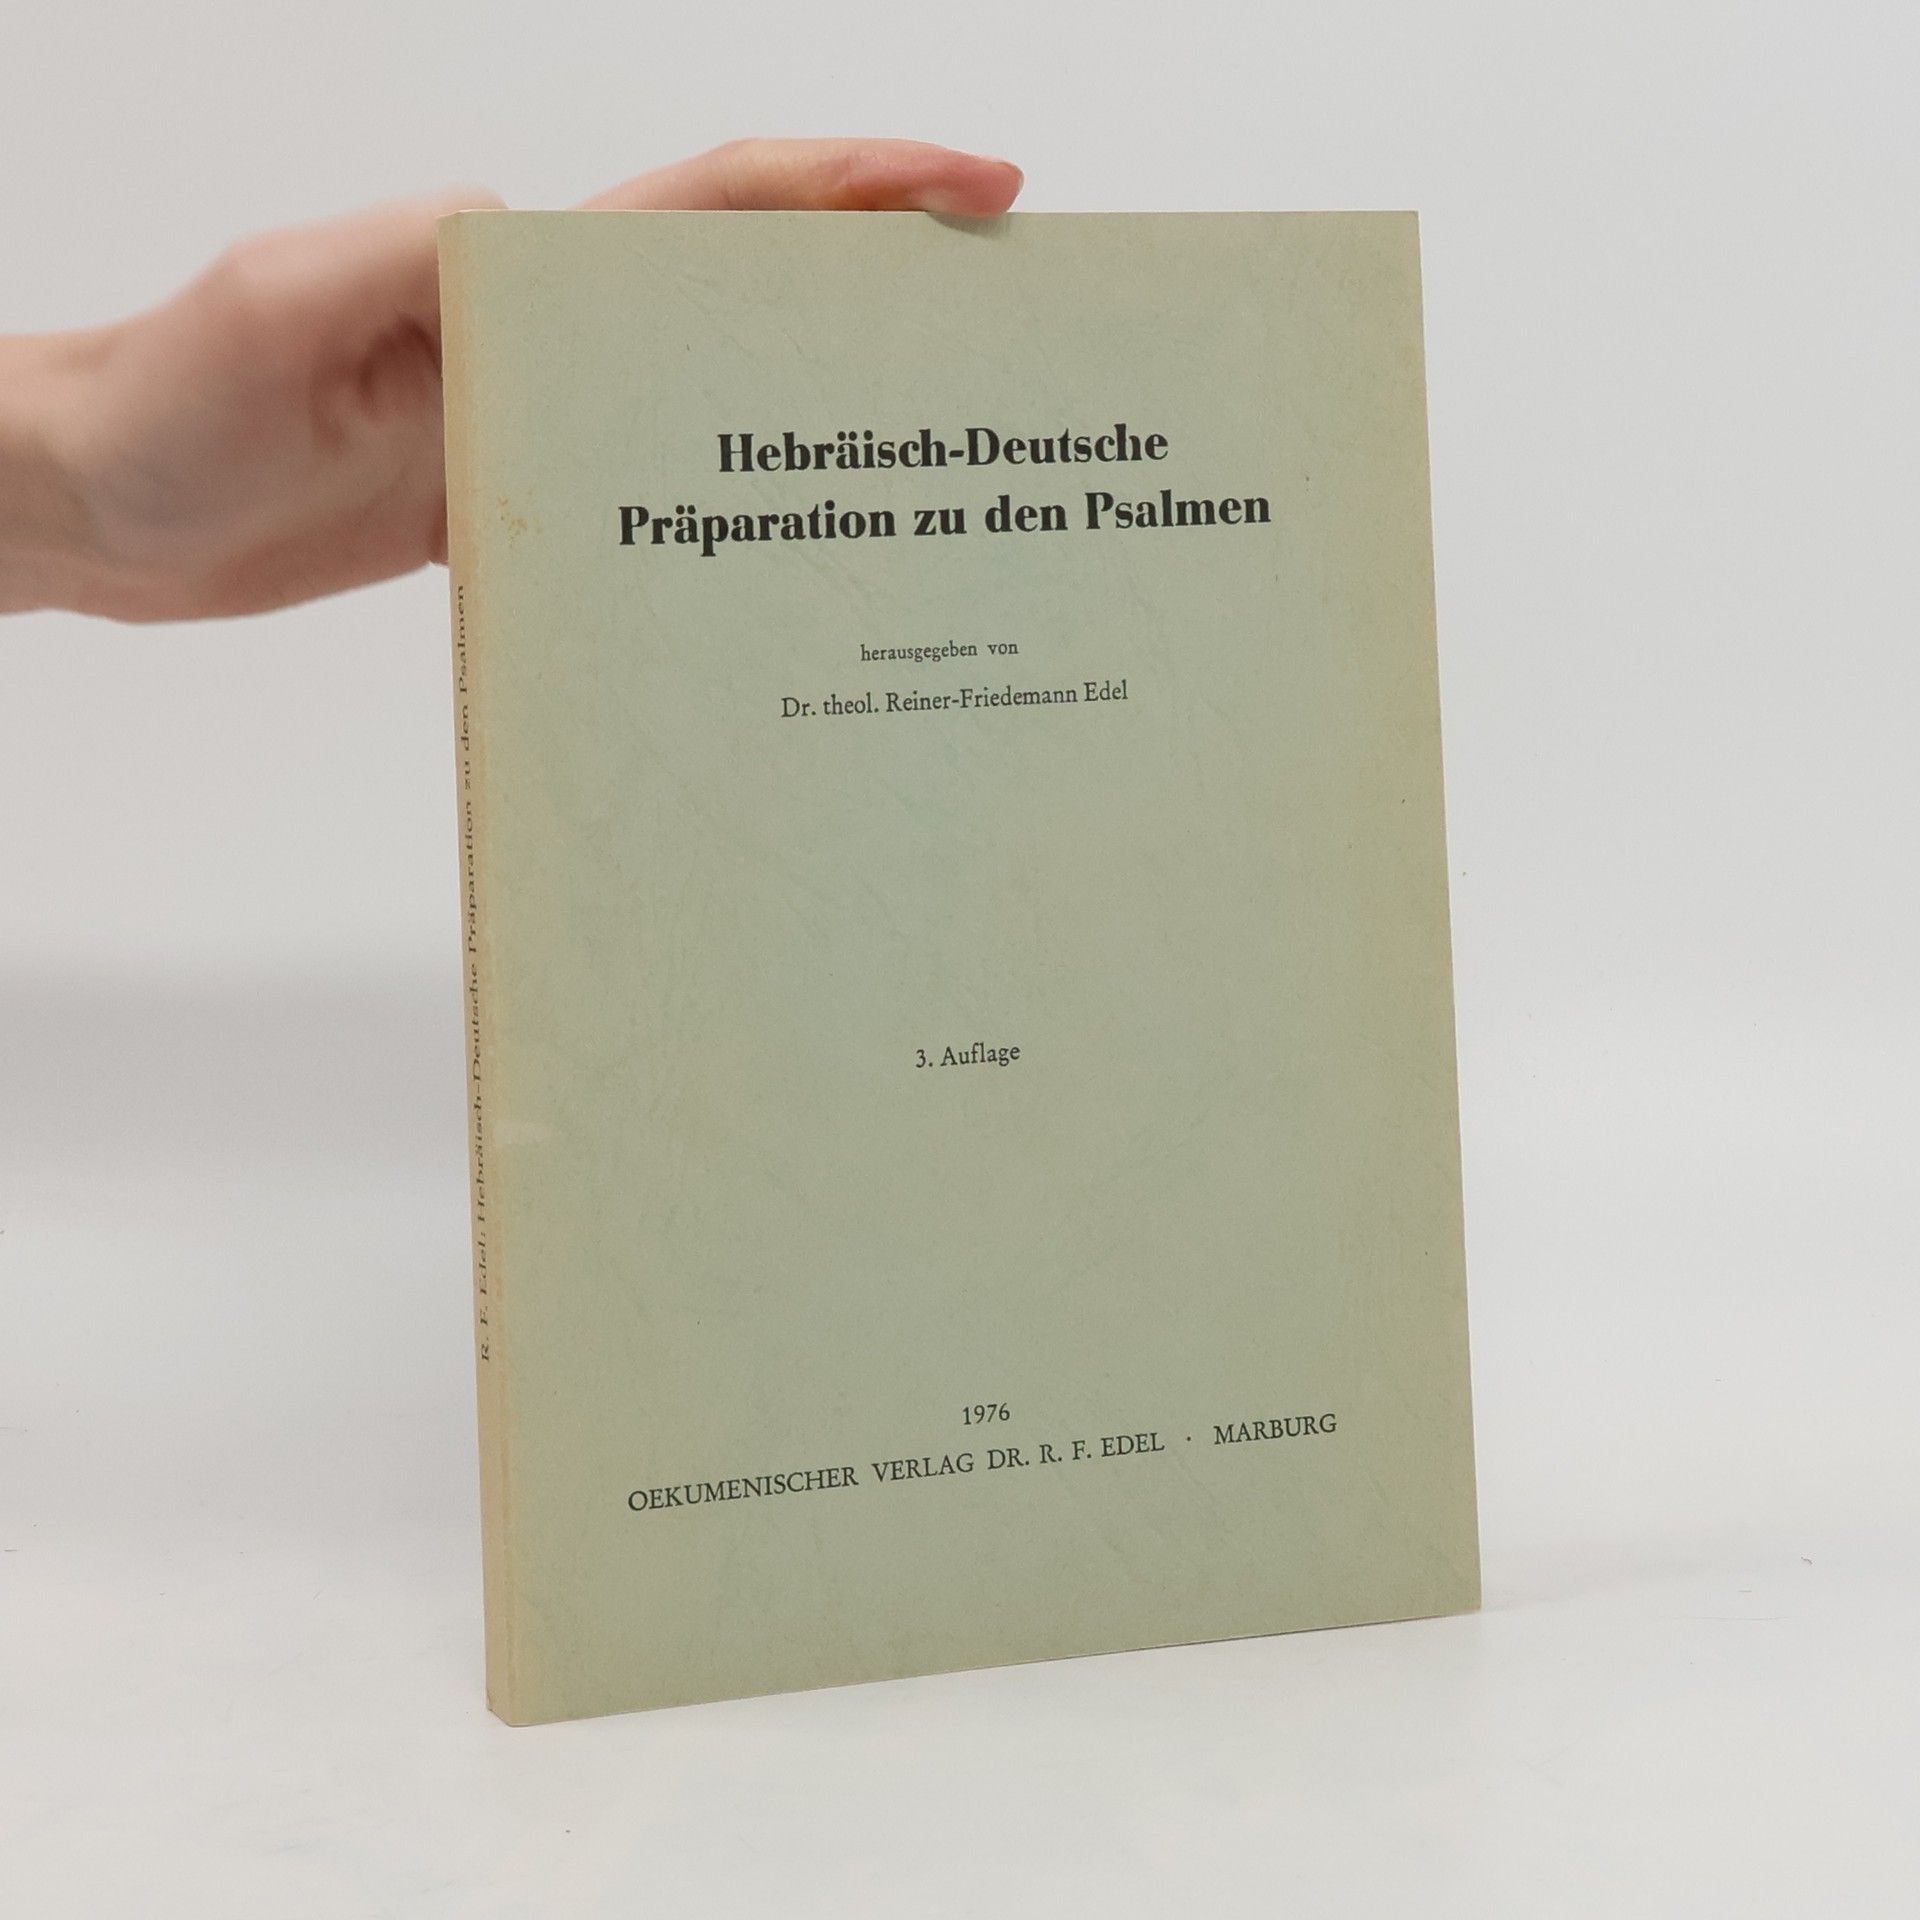 Hebräisch-Deutsche
Präparation zu den Psalmen
herausgegeben von
Dr. theol. Reiner-Friedemann Edel
3. Auflage
1976
OEKUMENISCHER VERLAG DR. R. F. EDEL · MARBURG
R. F. Edel: Hebräisch-Deutsche Präparation zu den Psalmen